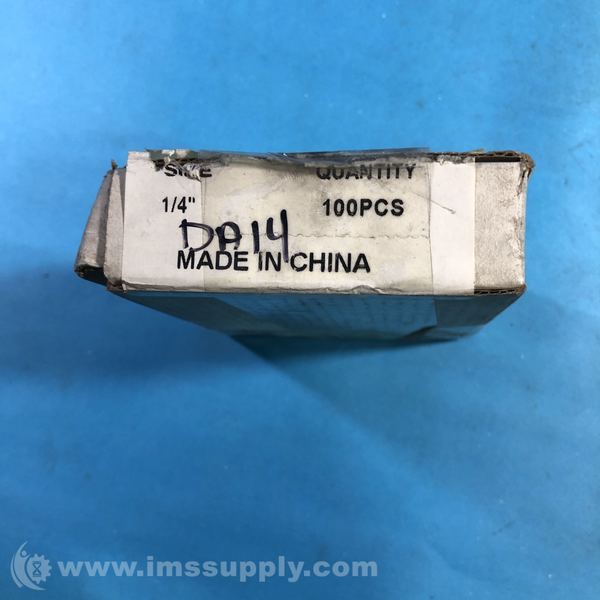 SIZE QUANTITY
1/4" 100PCS
DA14
MADE IN CHINA
www.imssupply.com